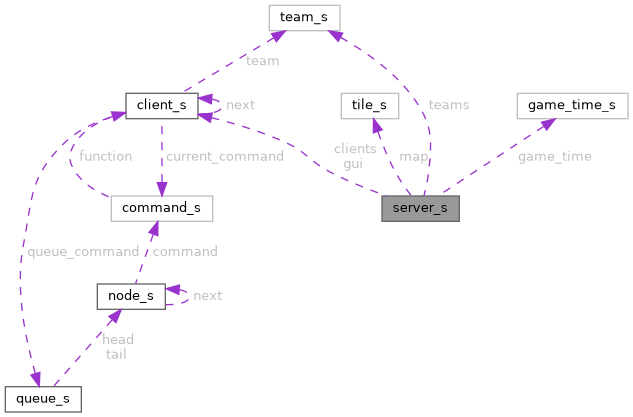 team_s
team
client_s
next
tile_s
teams
game_time_s
function
current_command
clients
gui
map
game_time
command_s
server_s
queue_command
command
node_s
next
head
tail
queue_s